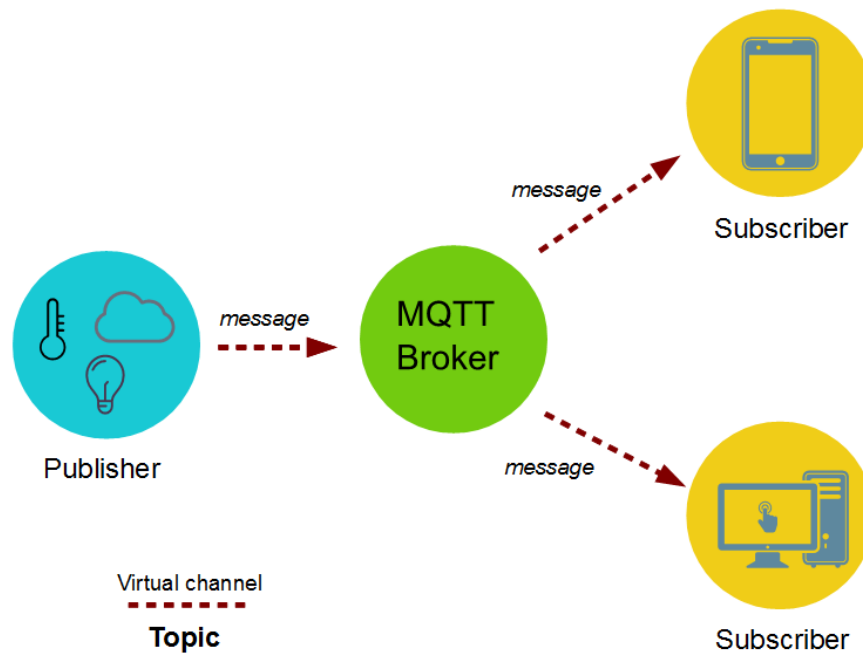 message
Subscriber
message
MQTT
Broker
Publisher
message
Virtual channel
Topic
Subscriber